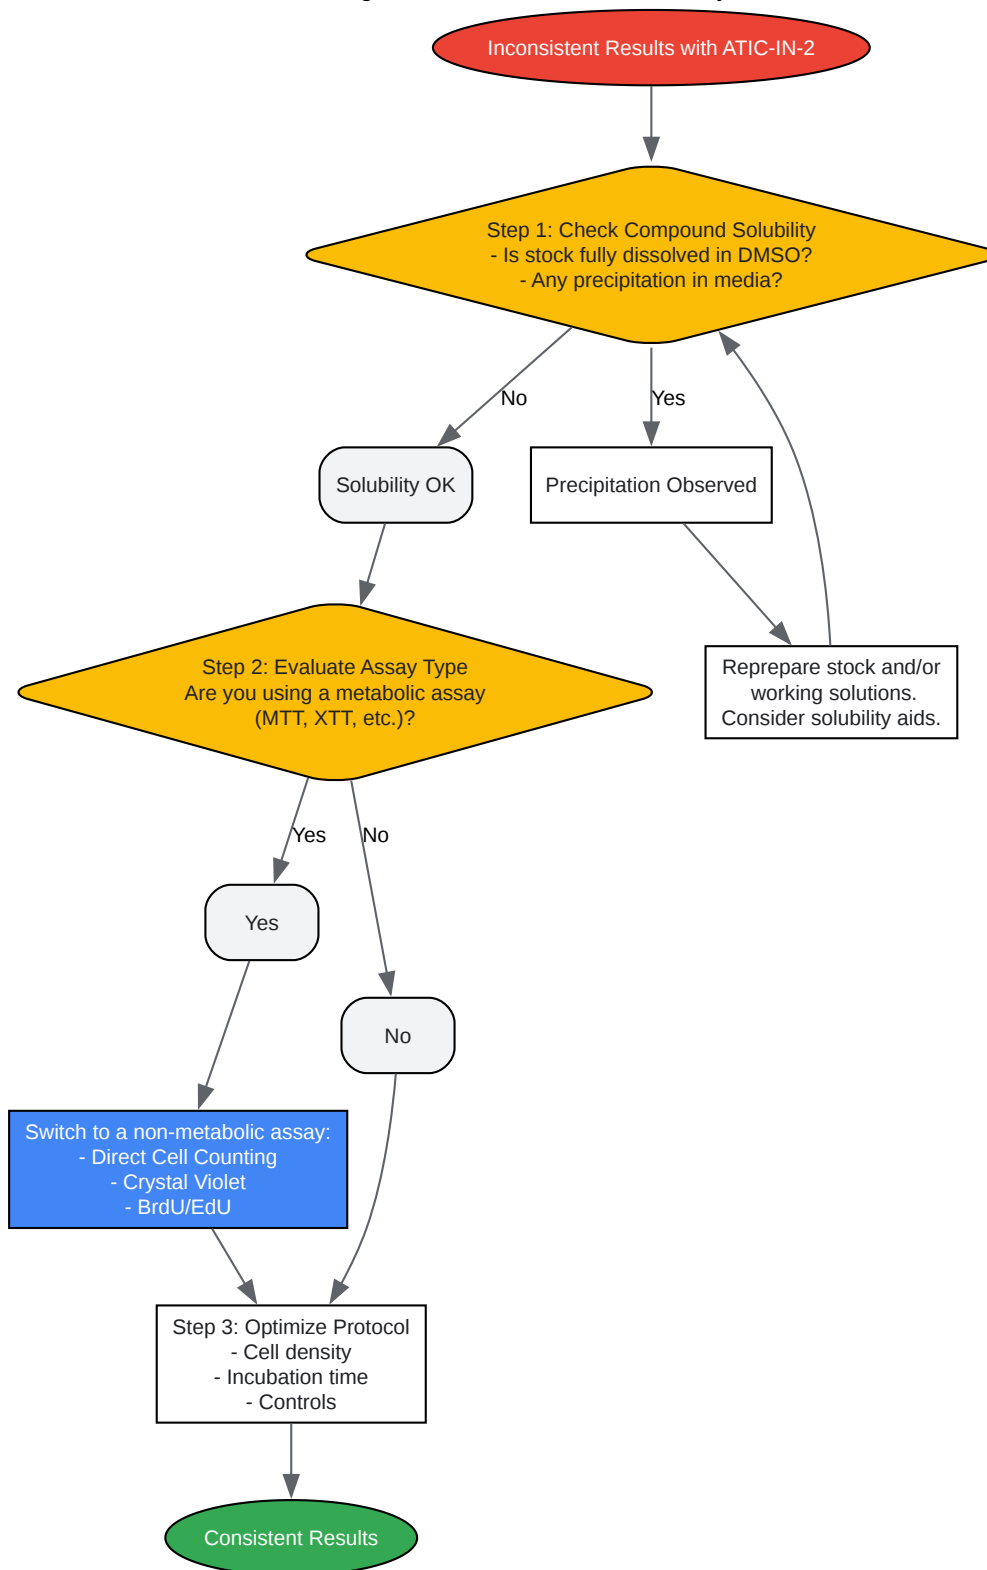 Inconsistent Results with ATIC-IN-2
Step 1: Check Compound Solubility
- Is stock fully dissolved in DMSO?
- Any precipitation in media?
No
Yes
Solubility OK
Precipitation Observed
Step 2: Evaluate Assay Type
Are you using a metabolic assay
(MTT, XTT, etc.)?
Reprepare stock and/or
working solutions.
Consider solubility aids.
Yes
No
Yes
No
Switch to a non-metabolic assay:
- Direct Cell Counting
- Crystal Violet
- BrdU/EdU
Step 3: Optimize Protocol
- Cell density
- Incubation time
- Controls
Consistent Results